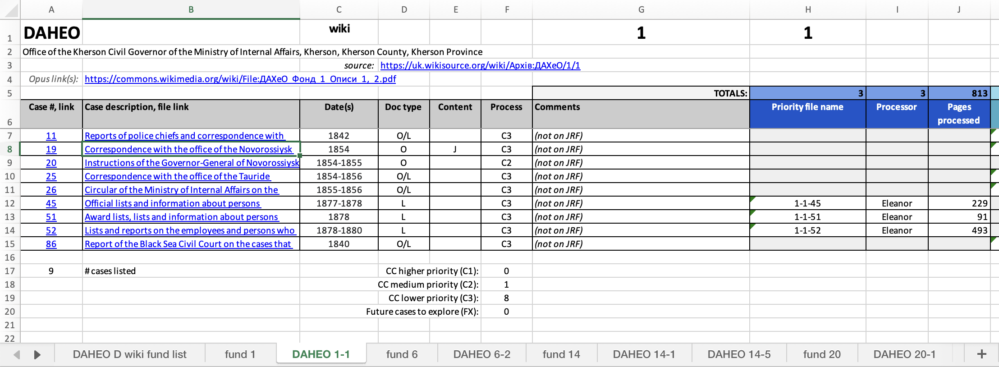 A B C D E F G H I J
1 DAHEO wiki 1 1
2 Office of the Kherson Civil Governor of the Ministry of Internal Affairs, Kherson, Kherson County, Kherson Province
3 source: https://uk.wikisource.org/wiki/Архів:ДАХеО/1/1
4 Opus link(s): https://commons.wikimedia.org/wiki/File:ДАХеО_Фонд_1_Описи_1,_2.pdf
5 TOTALS: 3 3 813
6 Case #, link Case description, file link Date(s) Doc type Content Process Comments Priority file name Processor Pages processed
7 11 Reports of police chiefs and correspondence with 1842 O/L C3 (not on JRF)
8 19 Correspondence with the office of the Novorossiysk 1854 O J C3 (not on JRF)
9 20 Instructions of the Governor-General of Novorossiysk 1854-1855 O C2 (not on JRF)
10 25 Correspondence with the office of the Tauride 1854-1856 O/L C3 (not on JRF)
11 26 Circular of the Ministry of Internal Affairs on the 1855-1856 O/L C3 (not on JRF)
12 45 Official lists and information about persons 1877-1878 L C3 (not on JRF) 1-1-45 Eleanor 229
13 51 Award lists, lists and information about persons 1878 L C3 (not on JRF) 1-1-51 Eleanor 91
14 52 Lists and reports on the employees and persons who 1878-1880 L C3 (not on JRF) 1-1-52 Eleanor 493
15 86 Report of the Black Sea Civil Court on the cases that 1840 O/L C3 (not on JRF)
16
17 9 # cases listed CC higher priority (C1): 0
18 CC medium priority (C2): 1
19 CC lower priority (C3): 8
20 Future cases to explore (FX): 0
21
22
DAHEO D wiki fund list fund 1 DAHEO 1-1 fund 6 DAHEO 6-2 fund 14 DAHEO 14-1 DAHEO 14-5 fund 20 DAHEO 20-1 +